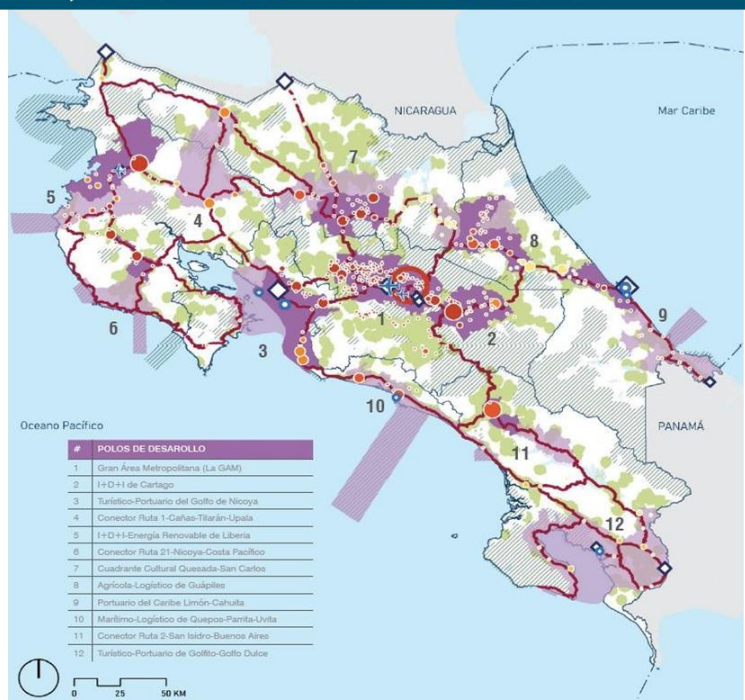 NICARAGUA
Mar Caribe
7
5
4
8
1
9
6
2
3
10
Oceano Pacífico
PANAMÁ
11
12
# POLOS DE DESAROLLO
1 Gran Área Metropolitana (La GAM)
2 I+D+I de Cartago
3 Turístico-Portuario del Golfo de Nicoya
4 Conector Ruta 1-Cañas-Tilarán-Upala
5 I+D+I-Energía Renovable de Liberia
6 Conector Ruta 21-Nicoya-Costa Pacífico
7 Cuadrante Cultural Quesada-San Carlos
8 Agrícola-Logístico de Guápiles
9 Portuario del Caribe Limón-Cahuita
10 Marítimo-Logístico de Quepos-Parrita-Uvita
11 Conector Ruta 2-San Isidro-Buenos Aires
12 Turístico-Portuario de Golfito-Golfo Dulce
0 25 50 KM